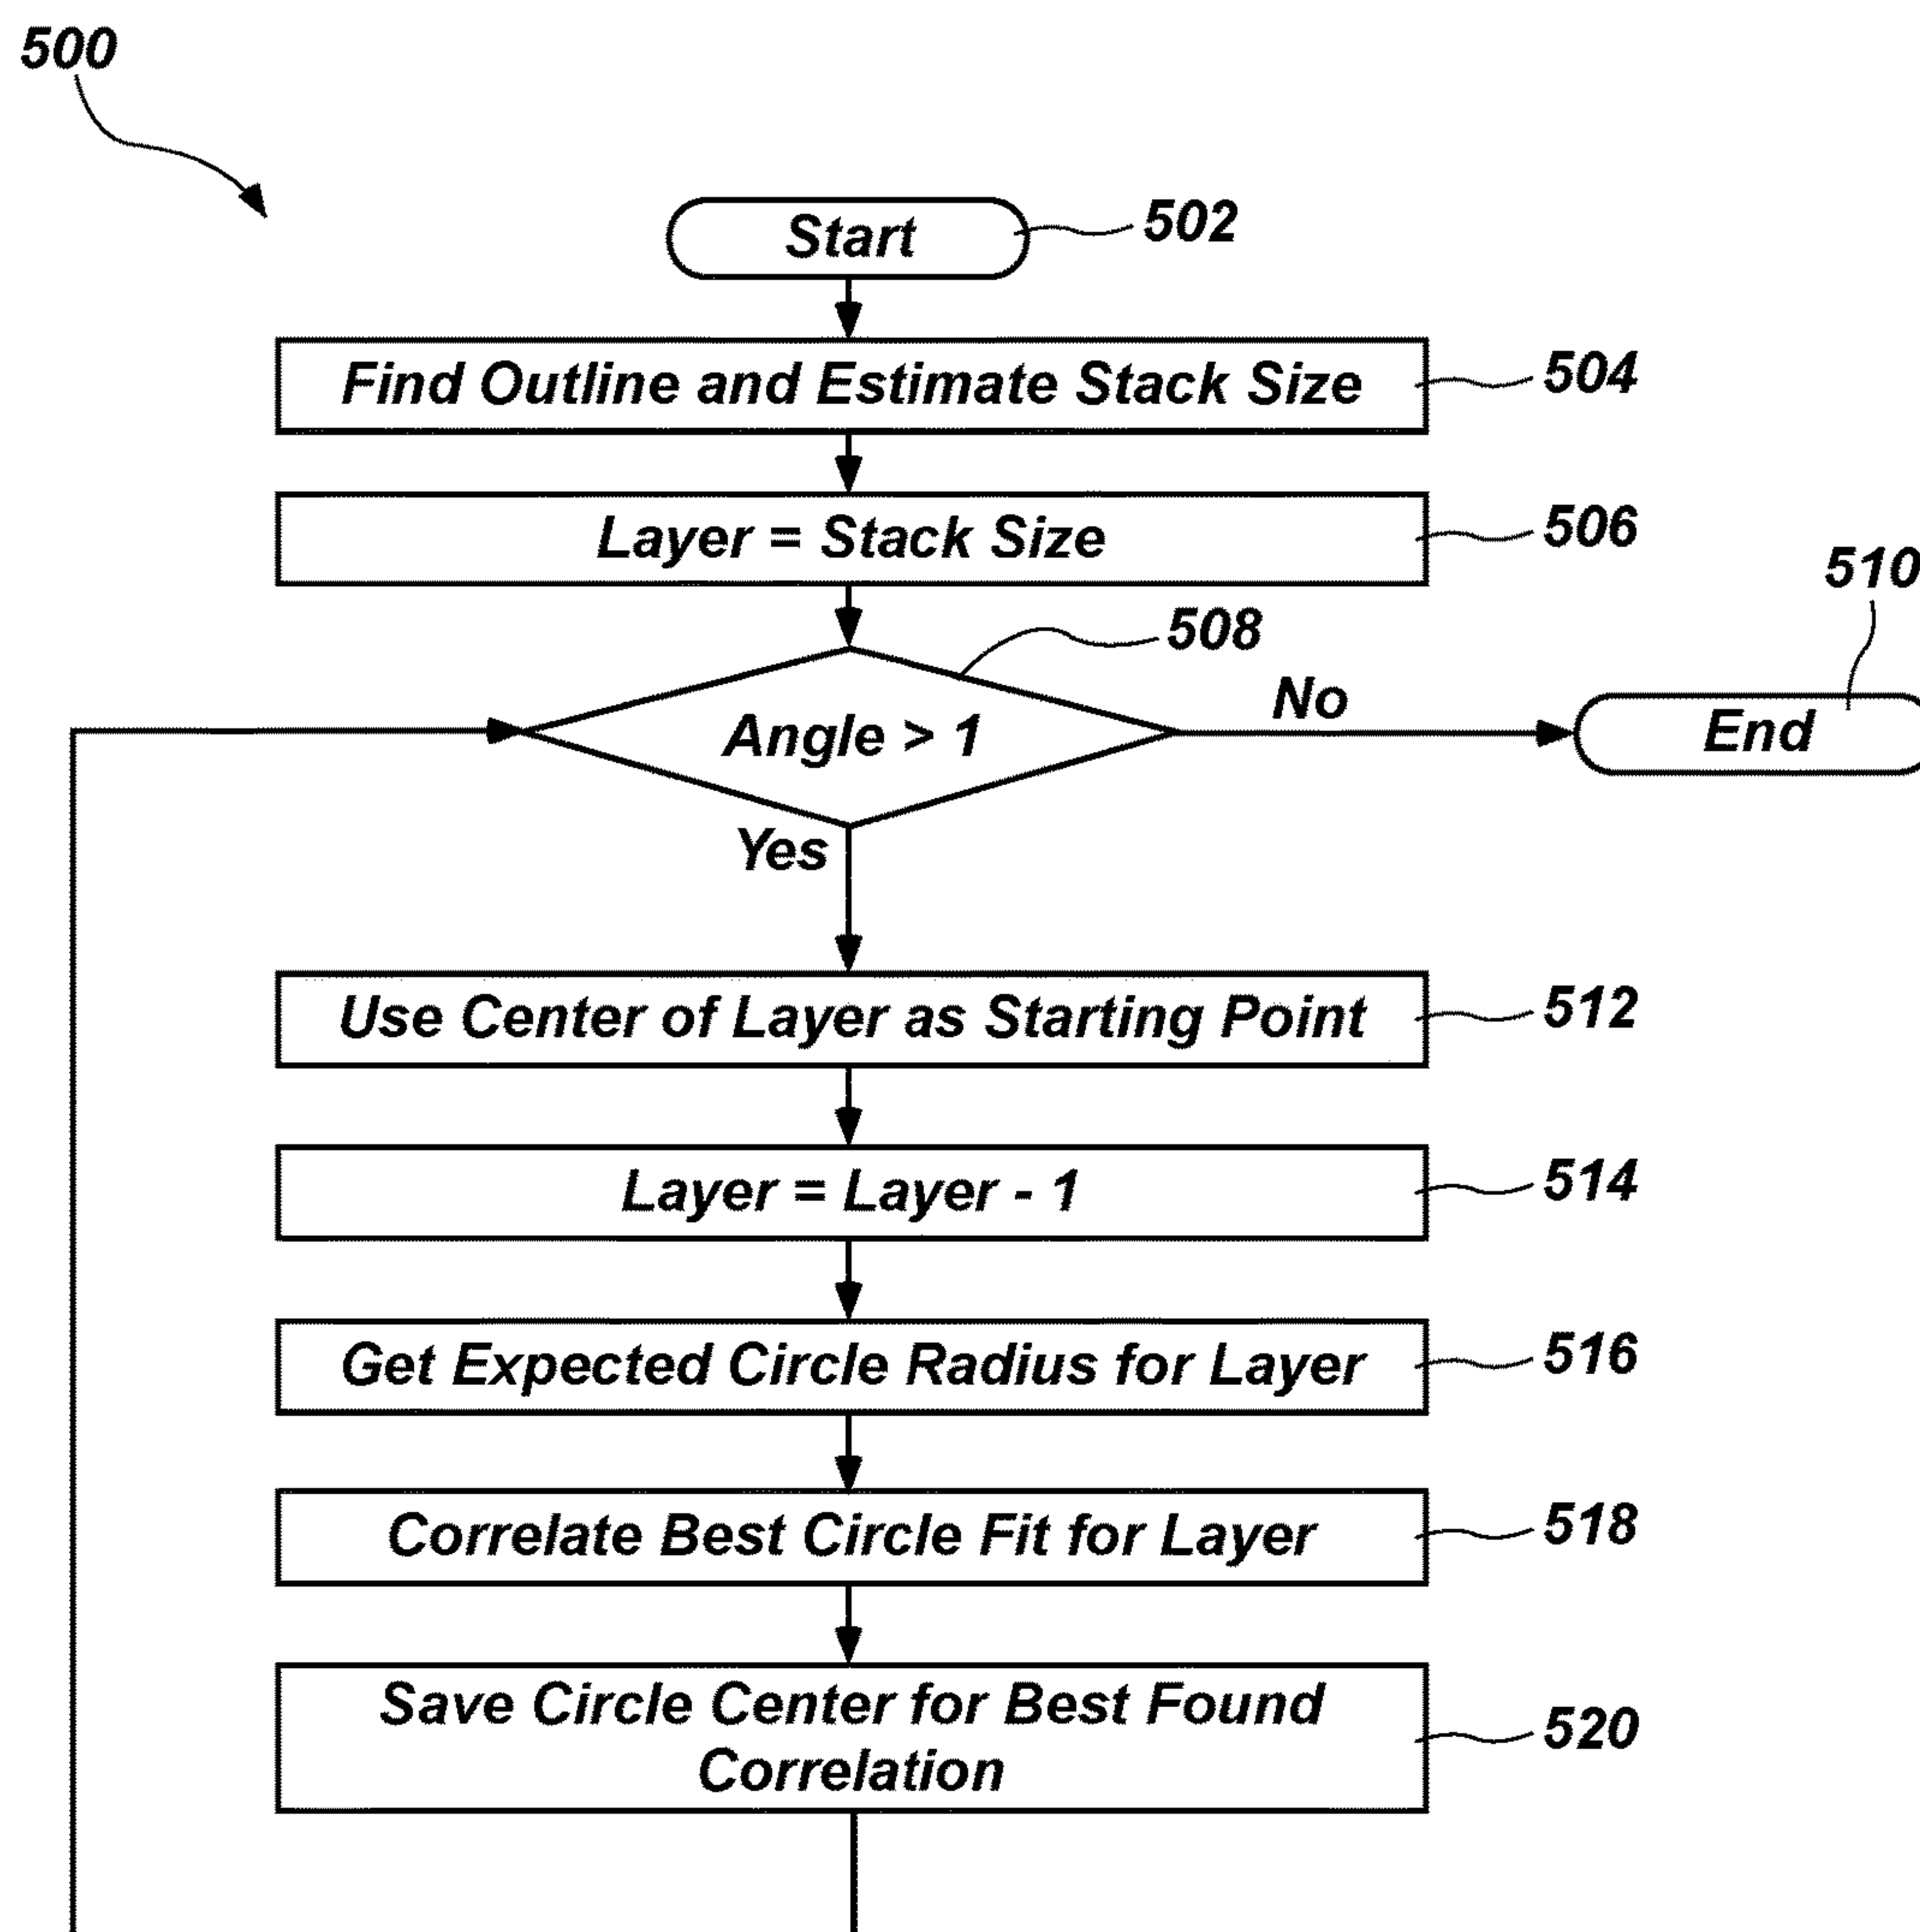 500
Start
502
Find Outline and Estimate Stack Size
504
Layer = Stack Size
506
510
508
Angle > 1
No
End
Yes
Use Center of Layer as Starting Point
512
Layer = Layer - 1
514
Get Expected Circle Radius for Layer
516
Correlate Best Circle Fit for Layer
518
Save Circle Center for Best Found
Correlation
520